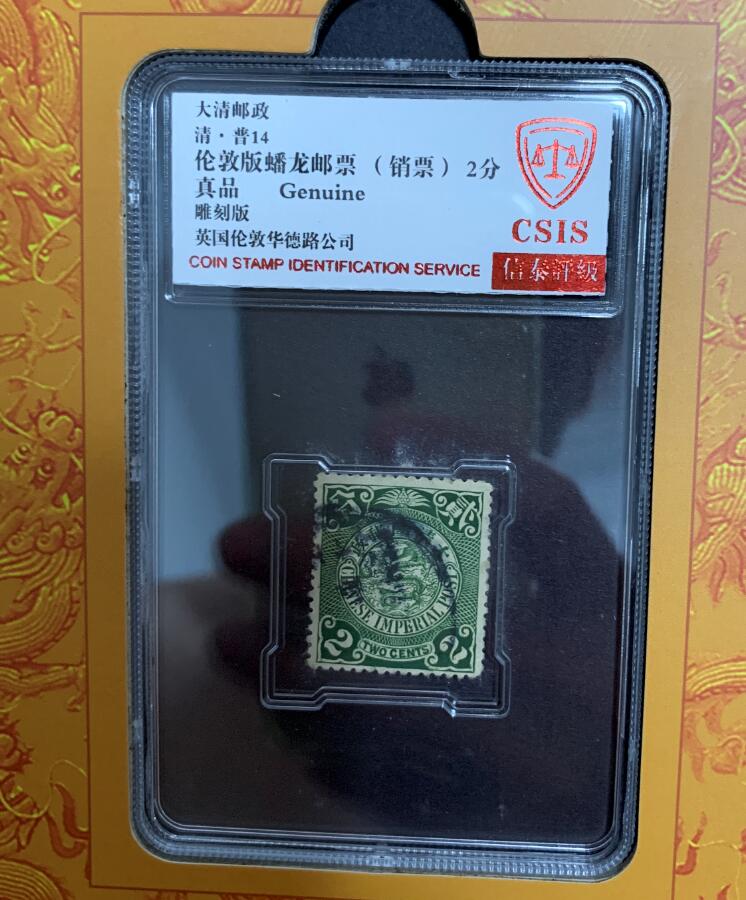 大清邮政
清·普14
伦敦版蟠龙邮票（销票）2分
真品 Genuine
雕刻版
英国伦敦华德路公司
COIN STAMP IDENTIFICATION SERVICE
CSIS
信泰評級
CHINESE IMPERIAL POST
2 TWO CENTS 2